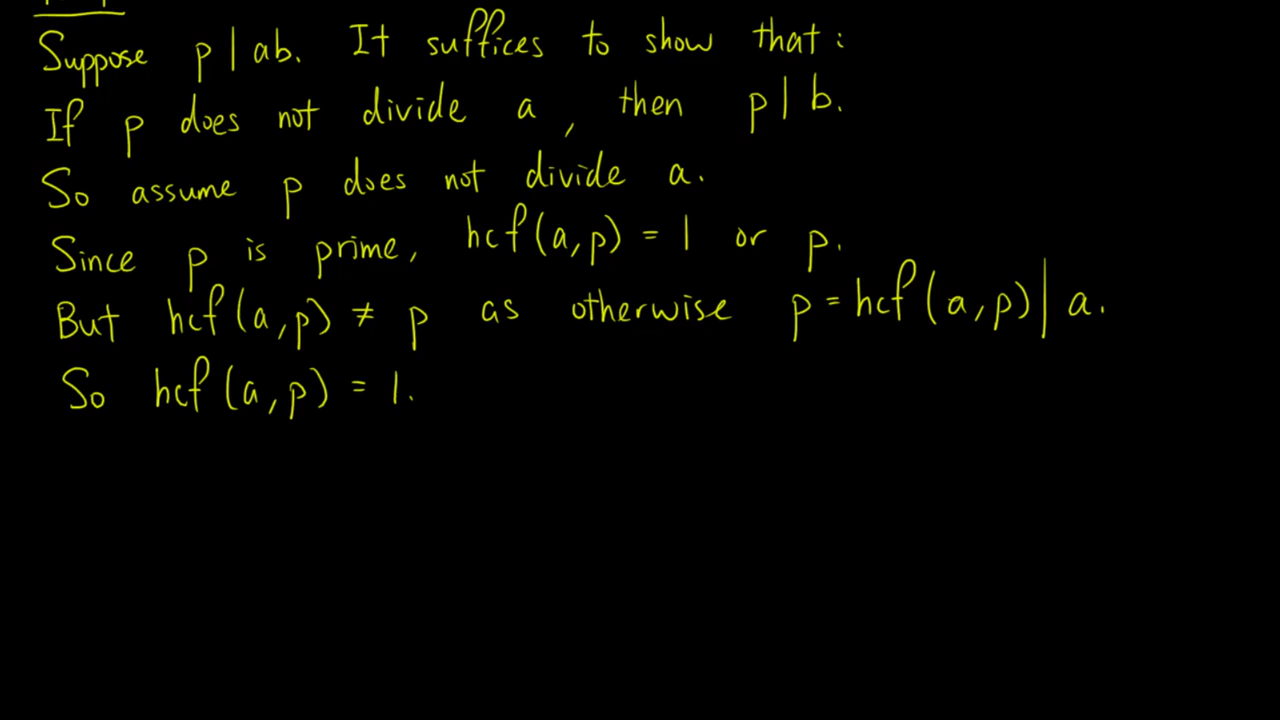 Suppose p | ab. It suffices to show that:
If p does not divide a, then p | b.
So assume p does not divide a.
Since p is prime, hcf(a,p) = 1 or p.
But hcf(a,p) ≠ p as otherwise p = hcf(a,p) | a.
So hcf(a,p) = 1.